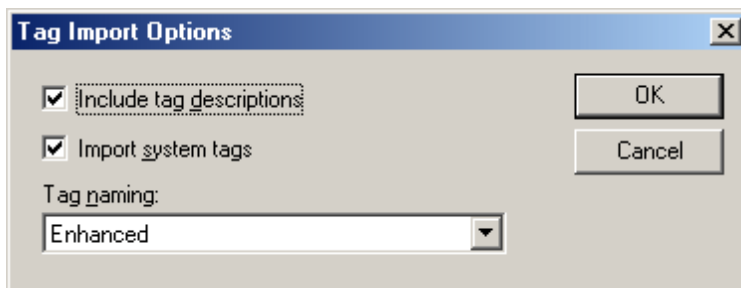 Tag Import Options
Include tag descriptions
OK
Import system tags
Cancel
Tag naming:
Enhanced